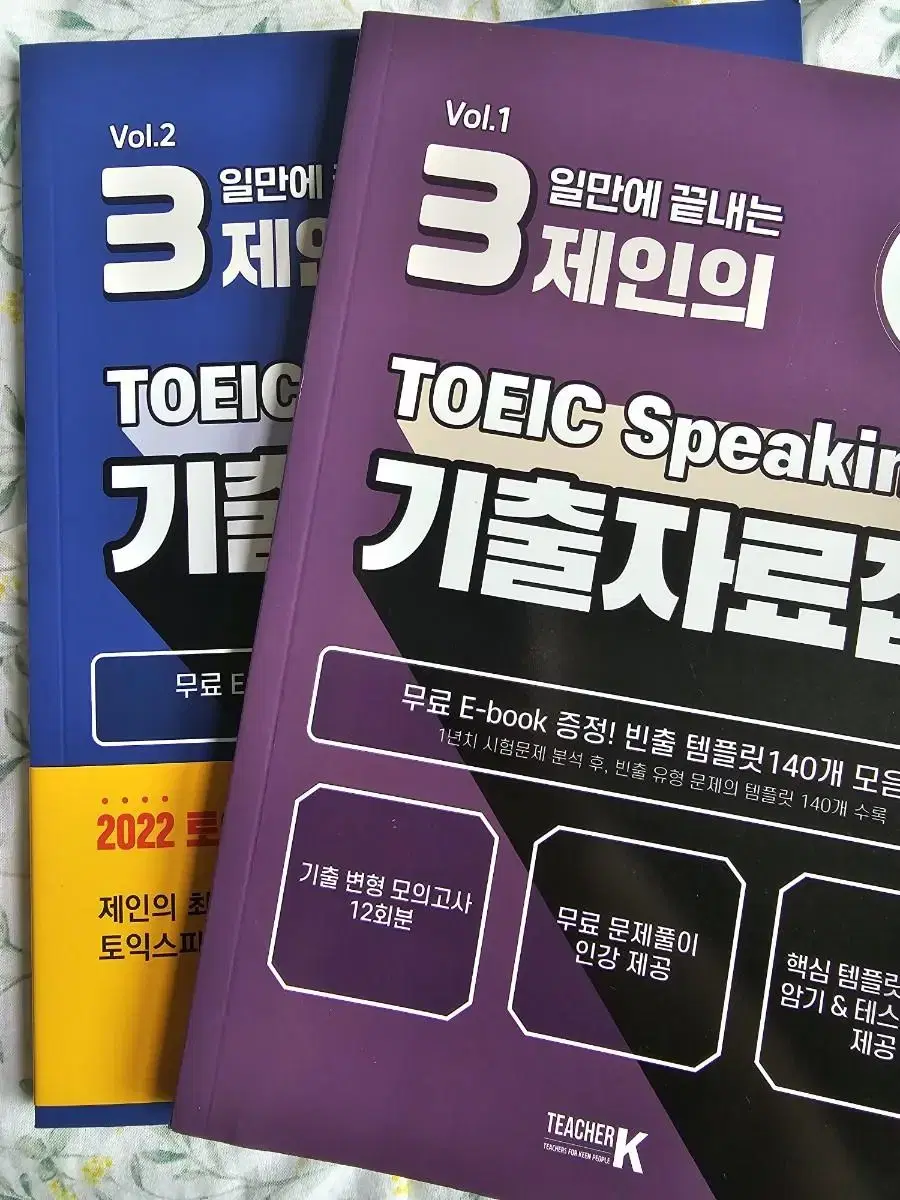 Vol.2
3일만에
제인
TOEIC
기출
무료 E
2022 토
제인의 최
토익스피
Vol.1
3일만에 끝내는
제인의
TOEIC Speakin
기출자료집
무료 E-book 증정! 빈출 템플릿140개 모음
1년치 시험문제 분석 후, 빈출 유형 문제의 템플릿 140개 수록
기출 변형 모의고사
12회분
무료 문제풀이
인강 제공
핵심 템플릿
암기 & 테스
제공
TEACHER K
TEACHERS FOR KEEN PEOPLE